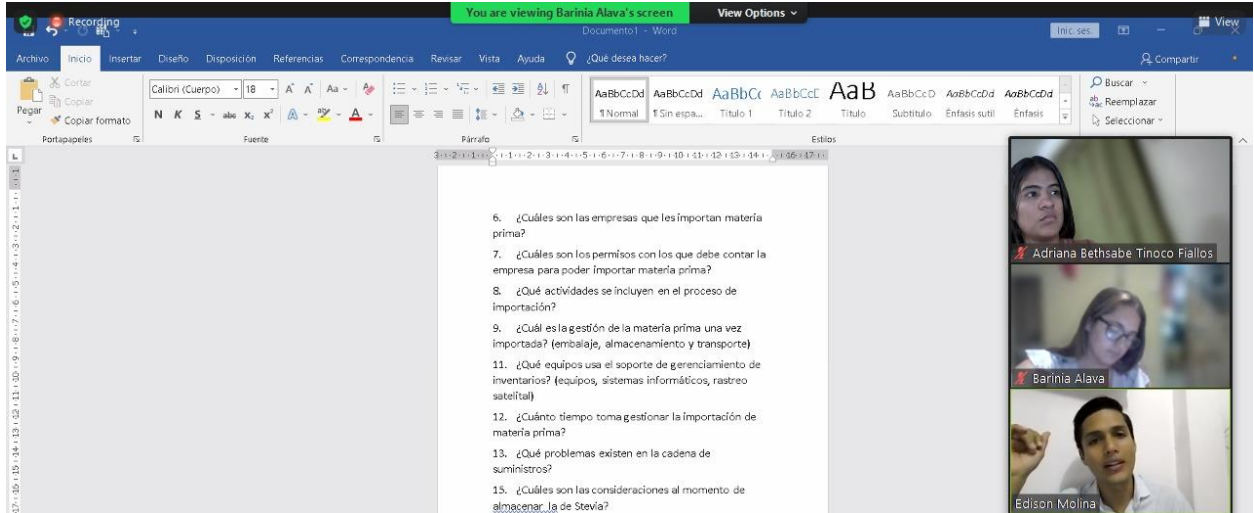 You are viewing Barinia Alava's screen
View Options
Recording
View
Documento1 - Word
Inic. ses.
Archivo Inicio Insertar Diseño Disposición Referencias Correspondencia Revisar Vista Ayuda ¿Qué desea hacer?
Compartir
Pegar
Cortar
Copiar
Copiar formato
Portapapeles
Calibri (Cuerpo) 18
Aa
N K S abc X₂ X²
Fuente
Párrafo
AaBbCcDd AaBbCcDd AaBbCc AaBbCcE AaB AaBbCcD AaBbCcDd AaBbCcDd
¶ Normal ¶ Sin espa... Título 1 Título 2 Título Subtítulo Énfasis sutil Énfasis
Estilos
Buscar
Reemplazar
Seleccionar
6. ¿Cuáles son las empresas que les importan materia
prima?
7. ¿Cuáles son los permisos con los que debe contar la
empresa para poder importar materia prima?
8. ¿Qué actividades se incluyen en el proceso de
importación?
9. ¿Cuál es la gestión de la materia prima una vez
importada? (embalaje, almacenamiento y transporte)
11. ¿Qué equipos usa el soporte de gerenciamiento de
inventarios? (equipos, sistemas informáticos, rastreo
satelital)
12. ¿Cuánto tiempo toma gestionar la importación de
materia prima?
13. ¿Qué problemas existen en la cadena de
suministros?
15. ¿Cuáles son las consideraciones al momento de
almacenar la de Stevia?
Adriana Bethsabe Tinoco Fiallos
Barinia Alava
Edison Molina